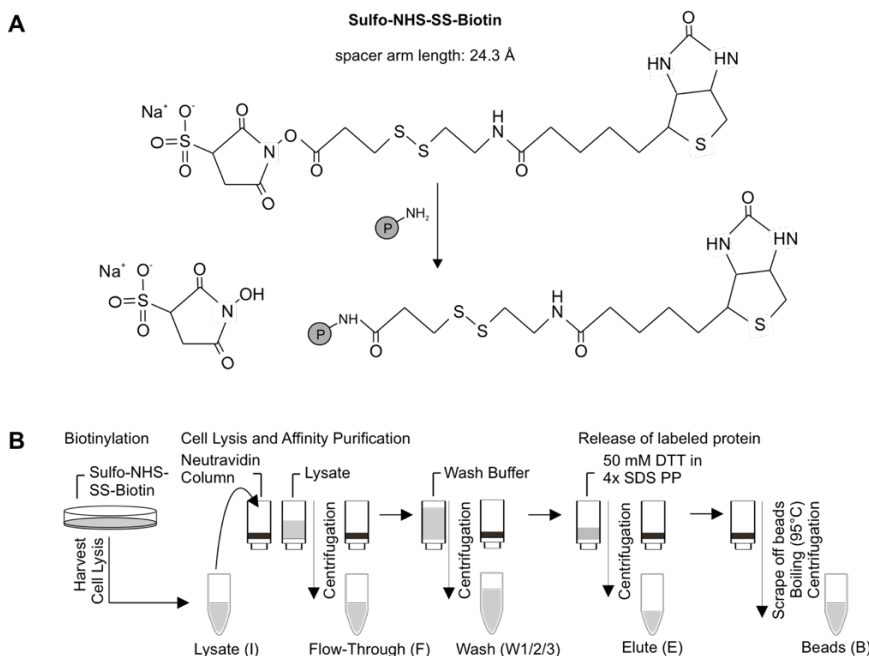 A
Sulfo-NHS-SS-Biotin
spacer arm length: 24.3 Å
O
HN NH
S
Na⁺ O⁻
O S O
O
N O
O
O
S
S
H
N
O
P NH₂
O
HN NH
S
Na⁺ O⁻
O S O
O
N OH
O
P NH
O
S
S
H
N
O
B
Biotinylation
Sulfo-NHS-
SS-Biotin
Harvest
Cell Lysis
Cell Lysis and Affinity Purification
Neutravidin
Column
Lysate
Centrifugation
Wash Buffer
Centrifugation
Release of labeled protein
50 mM DTT in
4x SDS PP
Centrifugation
Scrape off beads
Boiling (95°C)
Centrifugation
Lysate (I)
Flow-Through (F)
Wash (W1/2/3)
Elute (E)
Beads (B)